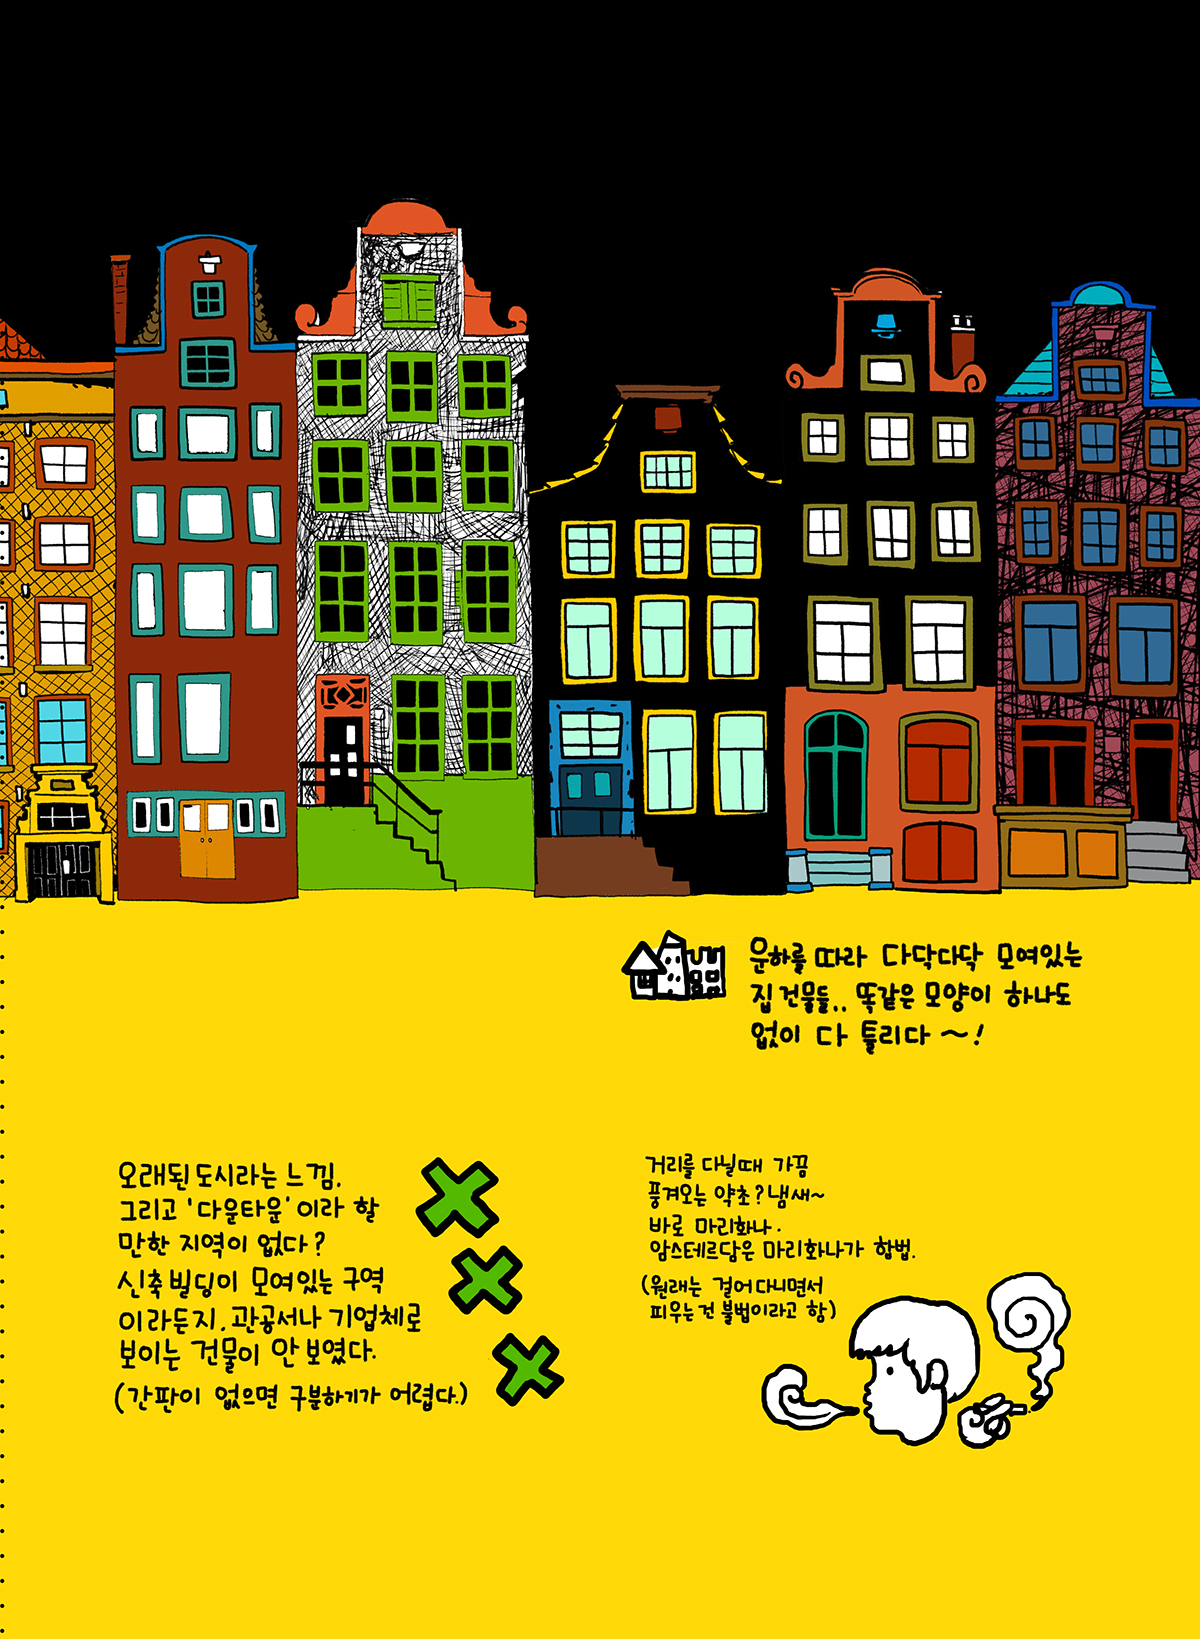 운하를 따라 다닥다닥 모여있는
집 건물들.. 똑같은 모양이 하나도
없이 다 틀리다 ~!
오래된 도시라는 느낌.
그리고 '다운타운' 이라 할
만한 지역이 없다?
신축 빌딩이 모여있는 구역
이라든지, 관공서나 기업체로
보이는 건물이 안 보였다.
(간판이 없으면 구분하기가 어렵다.)
거리를 다닐때 가끔
풍겨오는 약초? 냄새~
바로 마리화나.
암스테르담은 마리화나가 합법.
(원래는 걸어다니면서
피우는건 불법이라고 함)